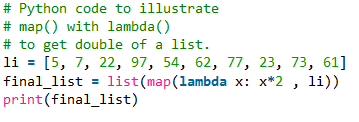 # Python code to illustrate
# map() with lambda()
# to get double of a list.
li = [5, 7, 22, 97, 54, 62, 77, 23, 73, 61]
final_list = list(map(lambda x: x*2 , li))
print(final_list)